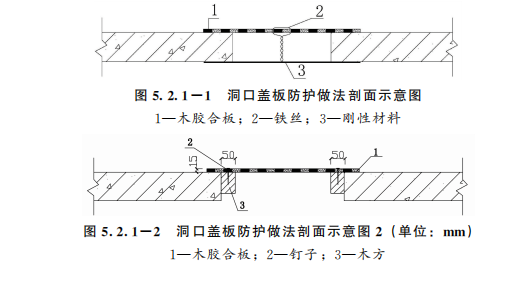 1
2
3
图 5.2.1—1 洞口盖板防护做法剖面示意图
1—木胶合板；2—铁丝；3—刚性材料
2
50
50
1
15
3
图 5.2.1—2 洞口盖板防护做法剖面示意图 2（单位：mm）
1—木胶合板；2—钉子；3—木方